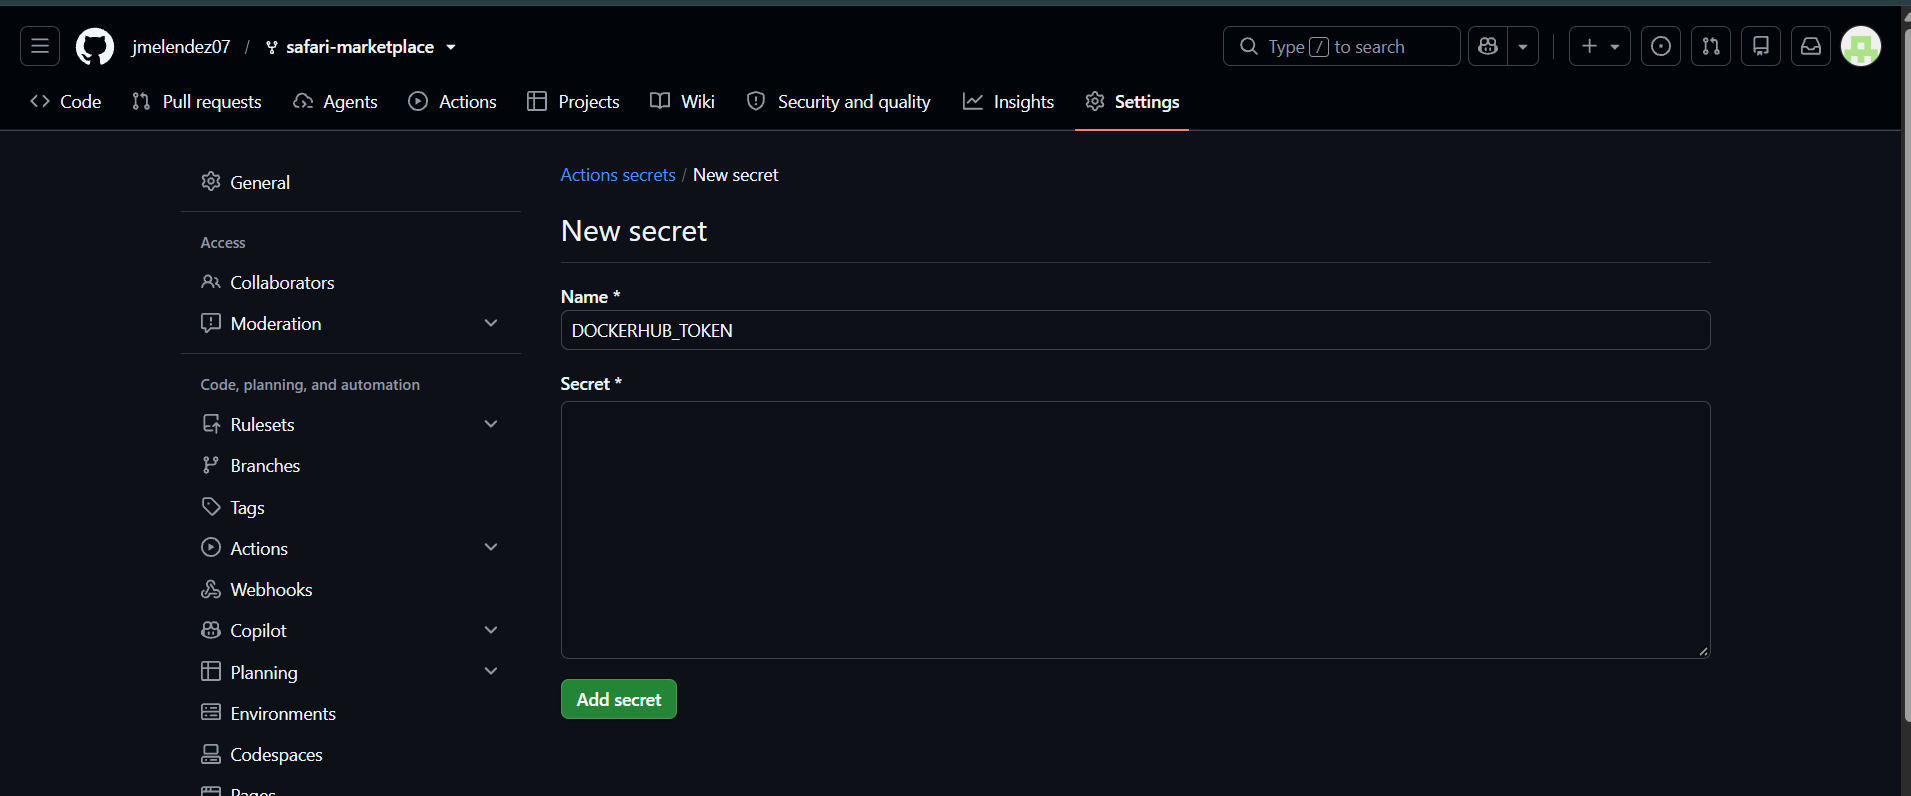 jmelendez07 / safari-marketplace
Type / to search
Code Pull requests Agents Actions Projects Wiki Security and quality Insights Settings
General
Access
Collaborators
Moderation
Code, planning, and automation
Rulesets
Branches
Tags
Actions
Webhooks
Copilot
Planning
Environments
Codespaces
Pages
Actions secrets / New secret
New secret
Name *
DOCKERHUB_TOKEN
Secret *
Add secret